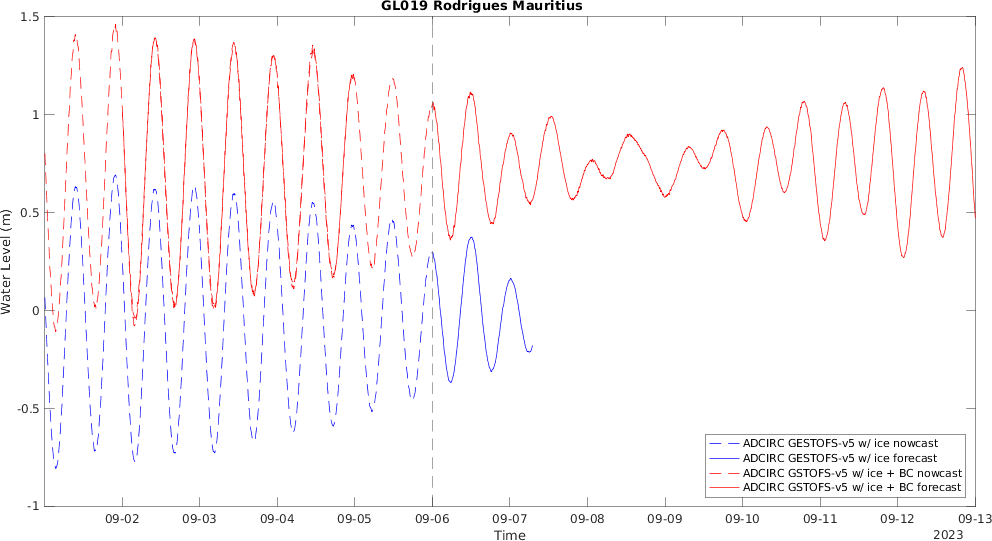 GL019 Rodrigues Mauritius
1.5
1
0.5
0
-0.5
-1
Water Level (m)
ADCIRC GESTOFS-v5 w/ ice nowcast
ADCIRC GESTOFS-v5 w/ ice forecast
ADCIRC GSTOFS-v5 w/ ice + BC nowcast
ADCIRC GSTOFS-v5 w/ ice + BC forecast
09-02 09-03 09-04 09-05 09-06 09-07 09-08 09-09 09-10 09-11 09-12 09-13
Time
2023